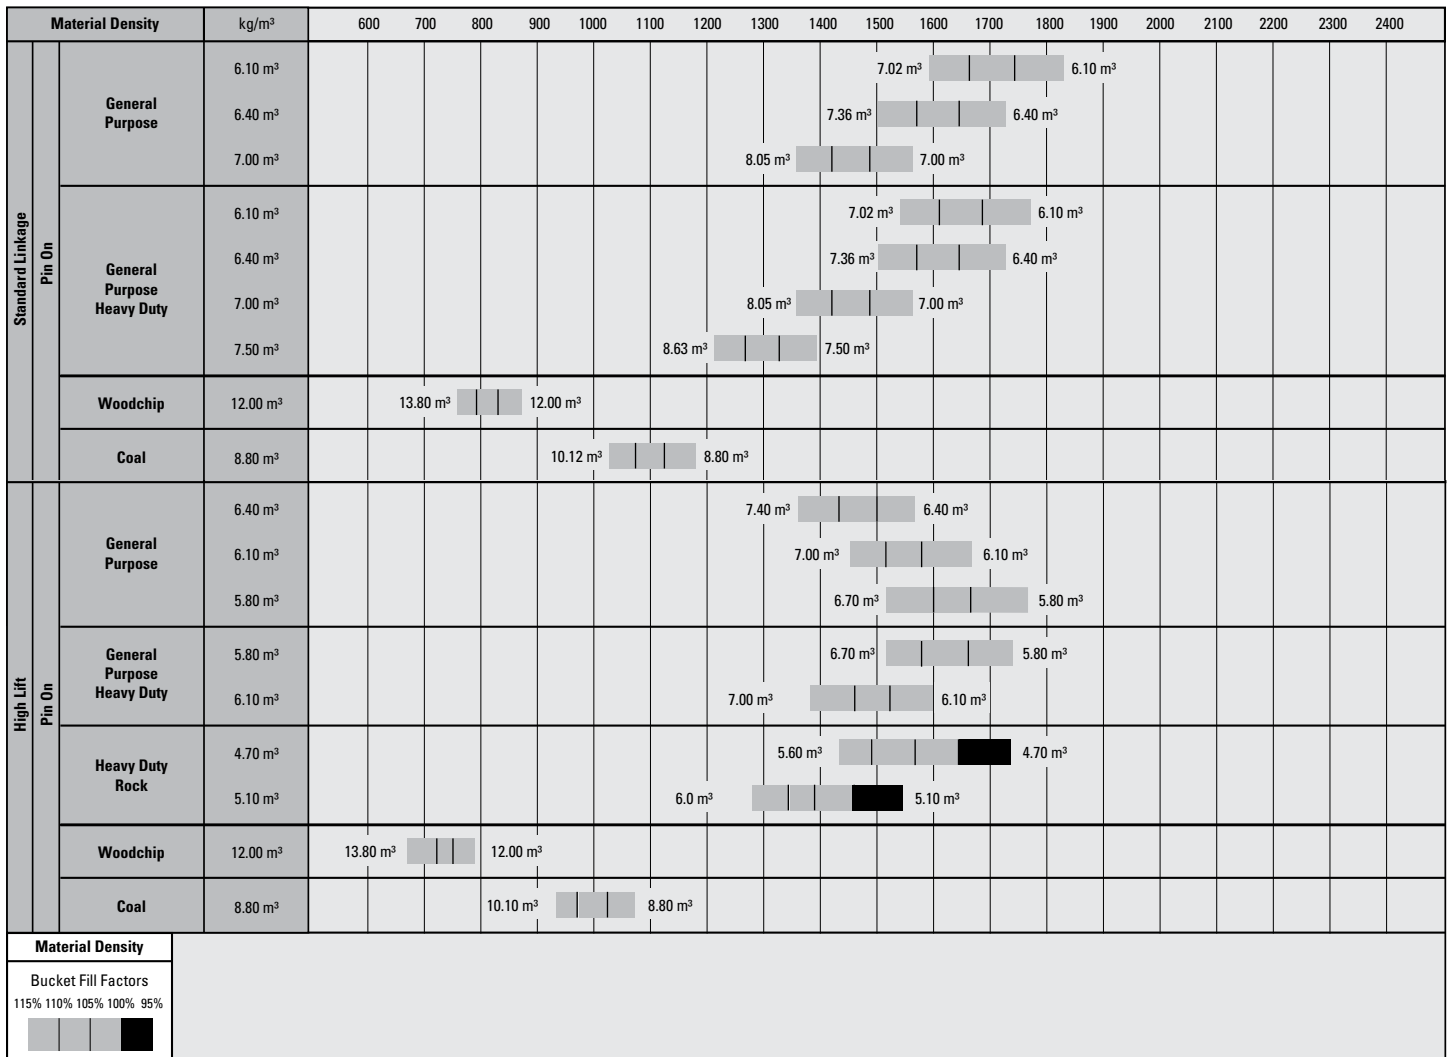 Material Density kg/m³ 600 700 800 900 1000 1100 1200 1300 1400 1500 1600 1700 1800 1900 2000 2100 2200 2300 2400
Standard Linkage
Pin On
General
Purpose
6.10 m³ 7.02 m³ 6.10 m³
6.40 m³ 7.36 m³ 6.40 m³
7.00 m³ 8.05 m³ 7.00 m³
General
Purpose
Heavy Duty
6.10 m³ 7.02 m³ 6.10 m³
6.40 m³ 7.36 m³ 6.40 m³
7.00 m³ 8.05 m³ 7.00 m³
7.50 m³ 8.63 m³ 7.50 m³
Woodchip 12.00 m³ 13.80 m³ 12.00 m³
Coal 8.80 m³ 10.12 m³ 8.80 m³
High Lift
Pin On
General
Purpose
6.40 m³ 7.40 m³ 6.40 m³
6.10 m³ 7.00 m³ 6.10 m³
5.80 m³ 6.70 m³ 5.80 m³
General
Purpose
Heavy Duty
5.80 m³ 6.70 m³ 5.80 m³
6.10 m³ 7.00 m³ 6.10 m³
Heavy Duty
Rock
4.70 m³ 5.60 m³ 4.70 m³
5.10 m³ 6.0 m³ 5.10 m³
Woodchip 12.00 m³ 13.80 m³ 12.00 m³
Coal 8.80 m³ 10.10 m³ 8.80 m³
Material Density
Bucket Fill Factors
115% 110% 105% 100% 95%